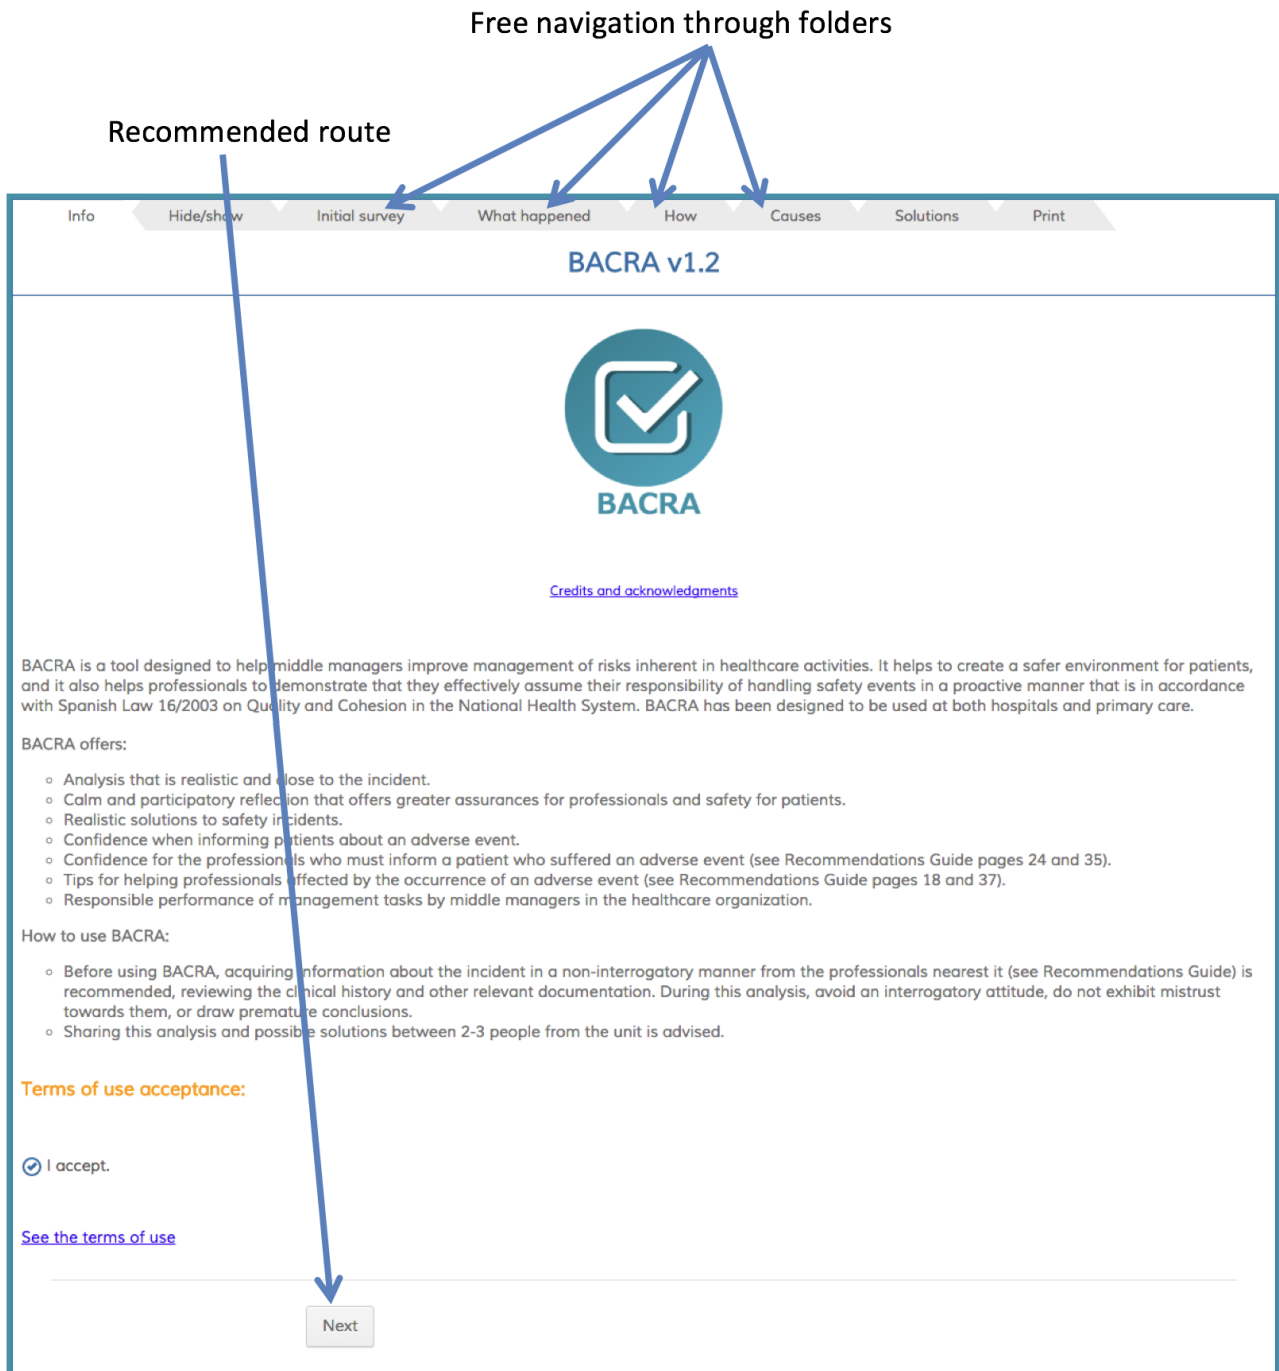 Free navigation through folders
Recommended route
Info Hide/show Initial survey What happened How Causes Solutions Print
BACRA v1.2
BACRA
Credits and acknowledgments
BACRA is a tool designed to help middle managers improve management of risks inherent in healthcare activities. It helps to create a safer environment for patients,
and it also helps professionals to demonstrate that they effectively assume their responsibility of handling safety events in a proactive manner that is in accordance
with Spanish Law 16/2003 on Quality and Cohesion in the National Health System. BACRA has been designed to be used at both hospitals and primary care.
BACRA offers:
Analysis that is realistic and close to the incident.
Calm and participatory reflection that offers greater assurances for professionals and safety for patients.
Realistic solutions to safety incidents.
Confidence when informing patients about an adverse event.
Confidence for the professionals who must inform a patient who suffered an adverse event (see Recommendations Guide pages 24 and 35).
Tips for helping professionals affected by the occurrence of an adverse event (see Recommendations Guide pages 18 and 37).
Responsible performance of management tasks by middle managers in the healthcare organization.
How to use BACRA:
Before using BACRA, acquiring information about the incident in a non-interrogatory manner from the professionals nearest it (see Recommendations Guide) is
recommended, reviewing the clinical history and other relevant documentation. During this analysis, avoid an interrogatory attitude, do not exhibit mistrust
towards them, or draw premature conclusions.
Sharing this analysis and possible solutions between 2-3 people from the unit is advised.
Terms of use acceptance:
I accept.
See the terms of use
Next